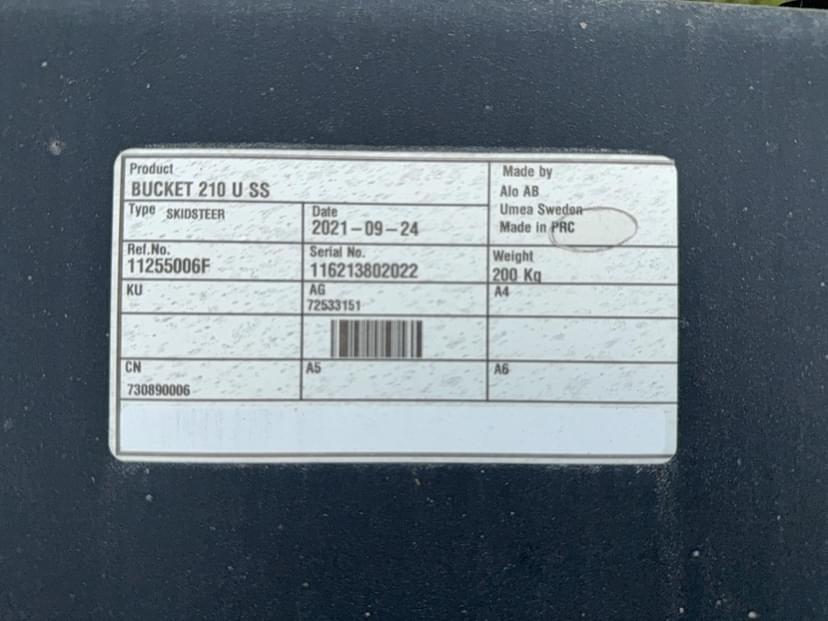 Product
BUCKET 210 U SS
Made by
Alo AB
Umea Sweden
Made in PRC
Type SKIDSTEER
Date
2021-09-24
Ref.No.
11255006F
Serial No.
116213802022
Weight
200 Kg
KU
AG
72533151
A4
CN
730890006
A5
A6